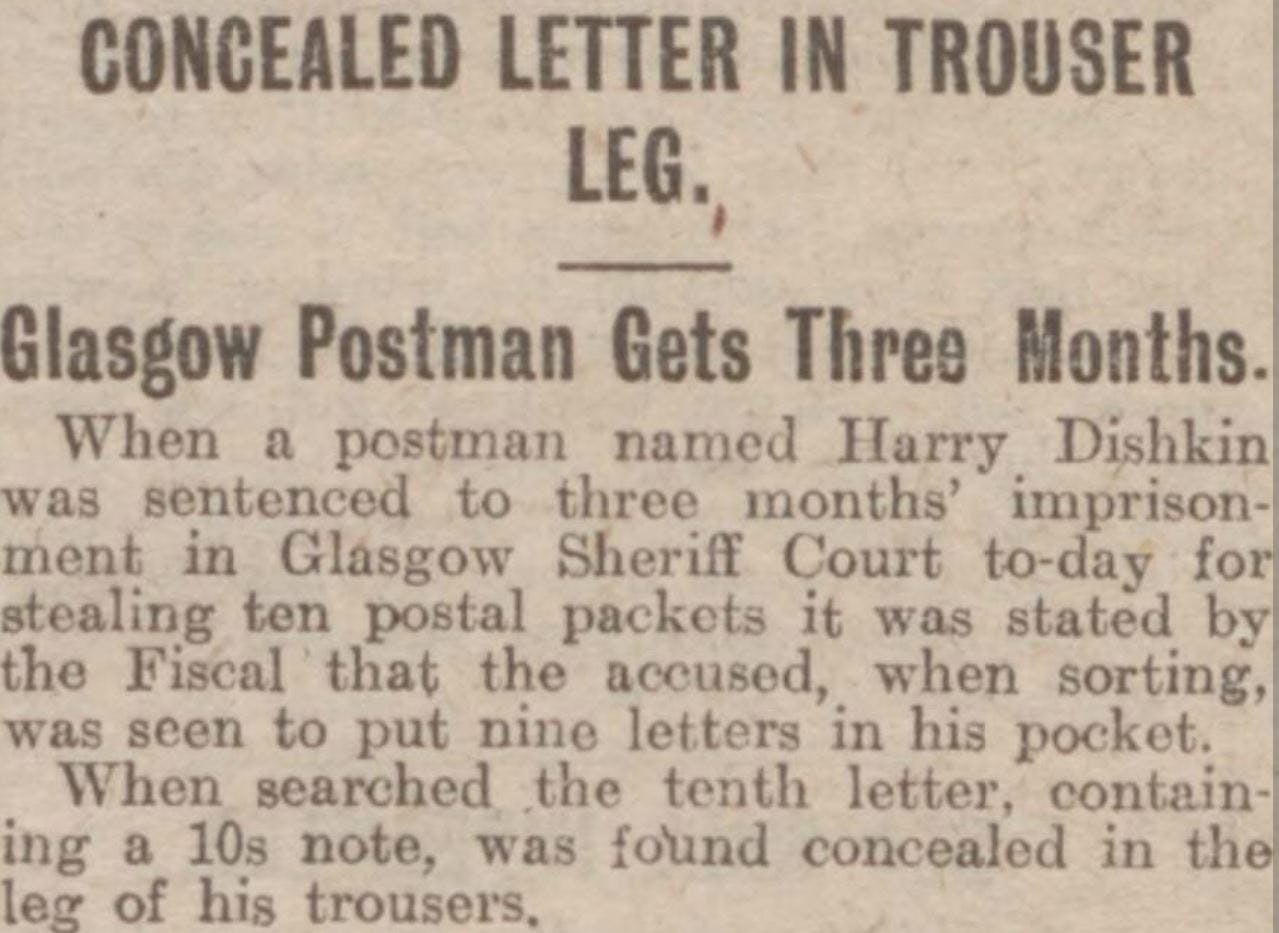 CONCEALED LETTER IN TROUSER
LEG.
Glasgow Postman Gets Three Months.
When a postman named Harry Dishkin
was sentenced to three months' imprison-
ment in Glasgow Sheriff Court to-day for
stealing ten postal packets it was stated by
the Fiscal that the accused, when sorting,
was seen to put nine letters in his pocket.
When searched the tenth letter, contain-
ing a 10s note, was found concealed in the
leg of his trousers.